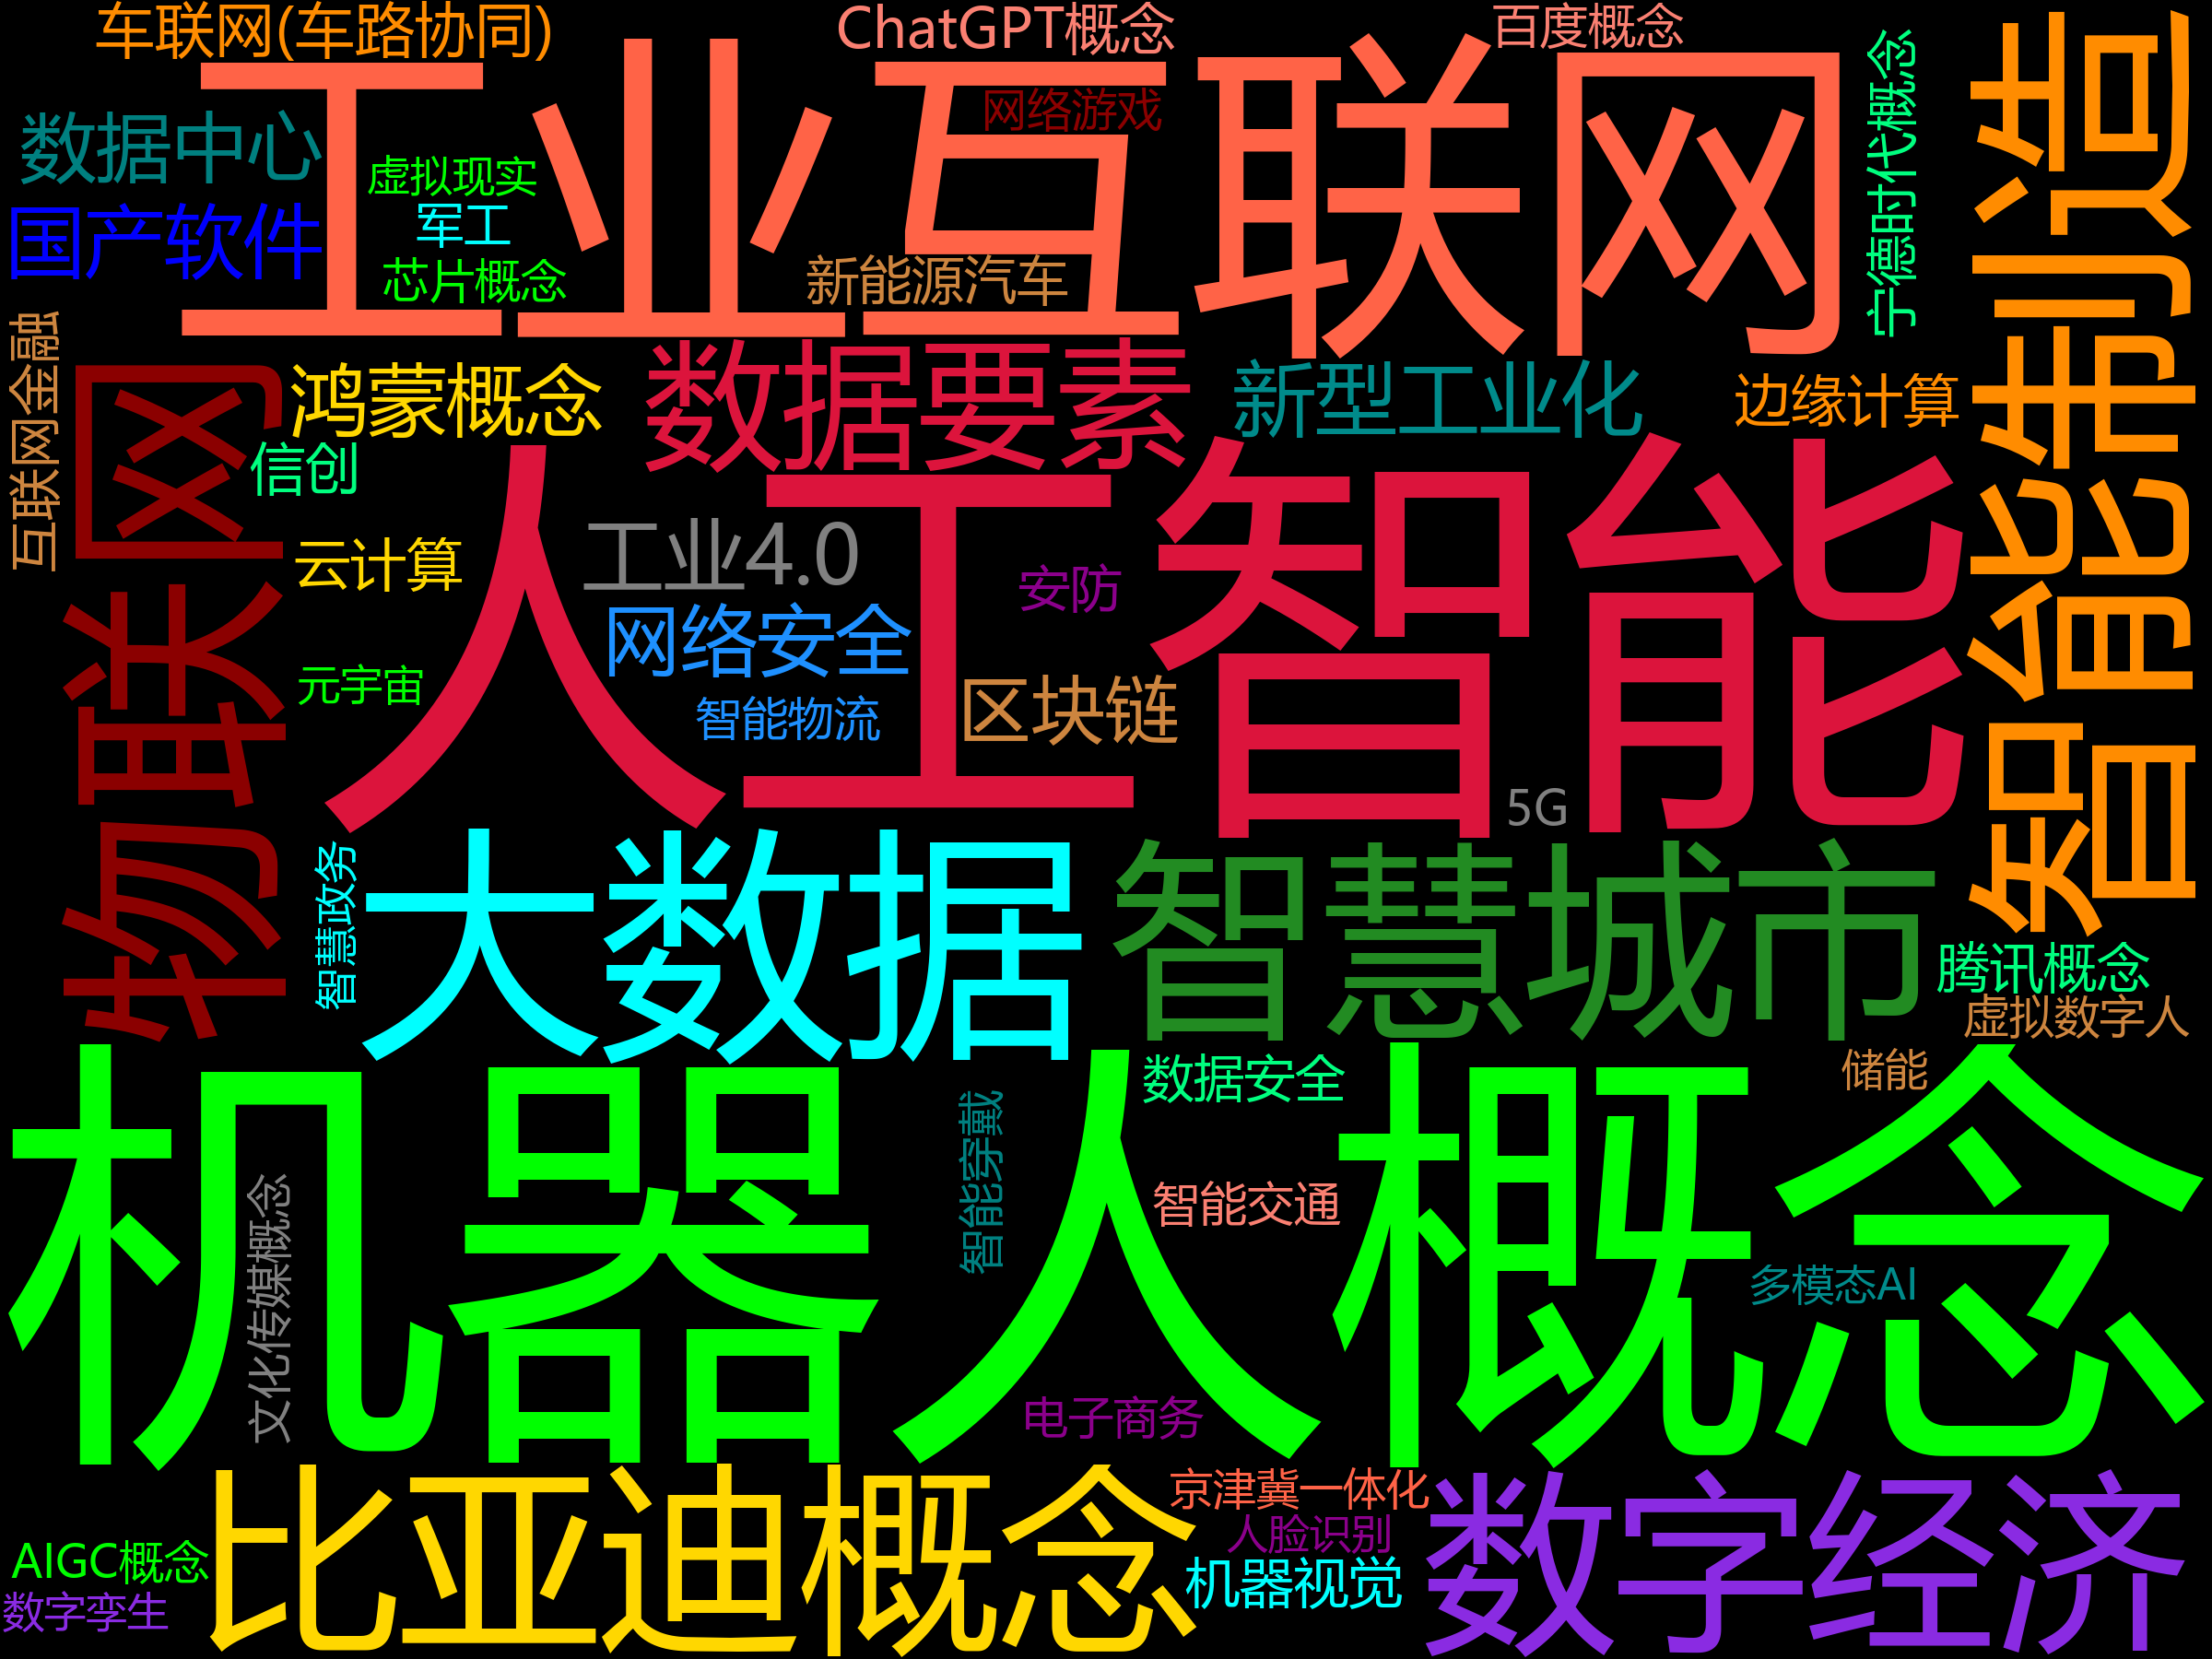 车联网(车路协同)
ChatGPT概念
百度概念
工业互联网
网络游戏
宁德时代概念
智能制造
数据中心
虚拟现实
军工
国产软件
芯片概念
新能源汽车
互联网金融
物联网
鸿蒙概念
数据要素
新型工业化
边缘计算
信创
人工智能
云计算
工业4.0
安防
网络安全
元宇宙
智能物流
区块链
5G
智慧政务
大数据
智慧城市
腾讯概念
虚拟数字人
机器人概念
数据安全
储能
智能穿戴
智能交通
文化传媒概念
多模态AI
电子商务
比亚迪概念
京津冀一体化
数字经济
人脸识别
AIGC概念
机器视觉
数字孪生